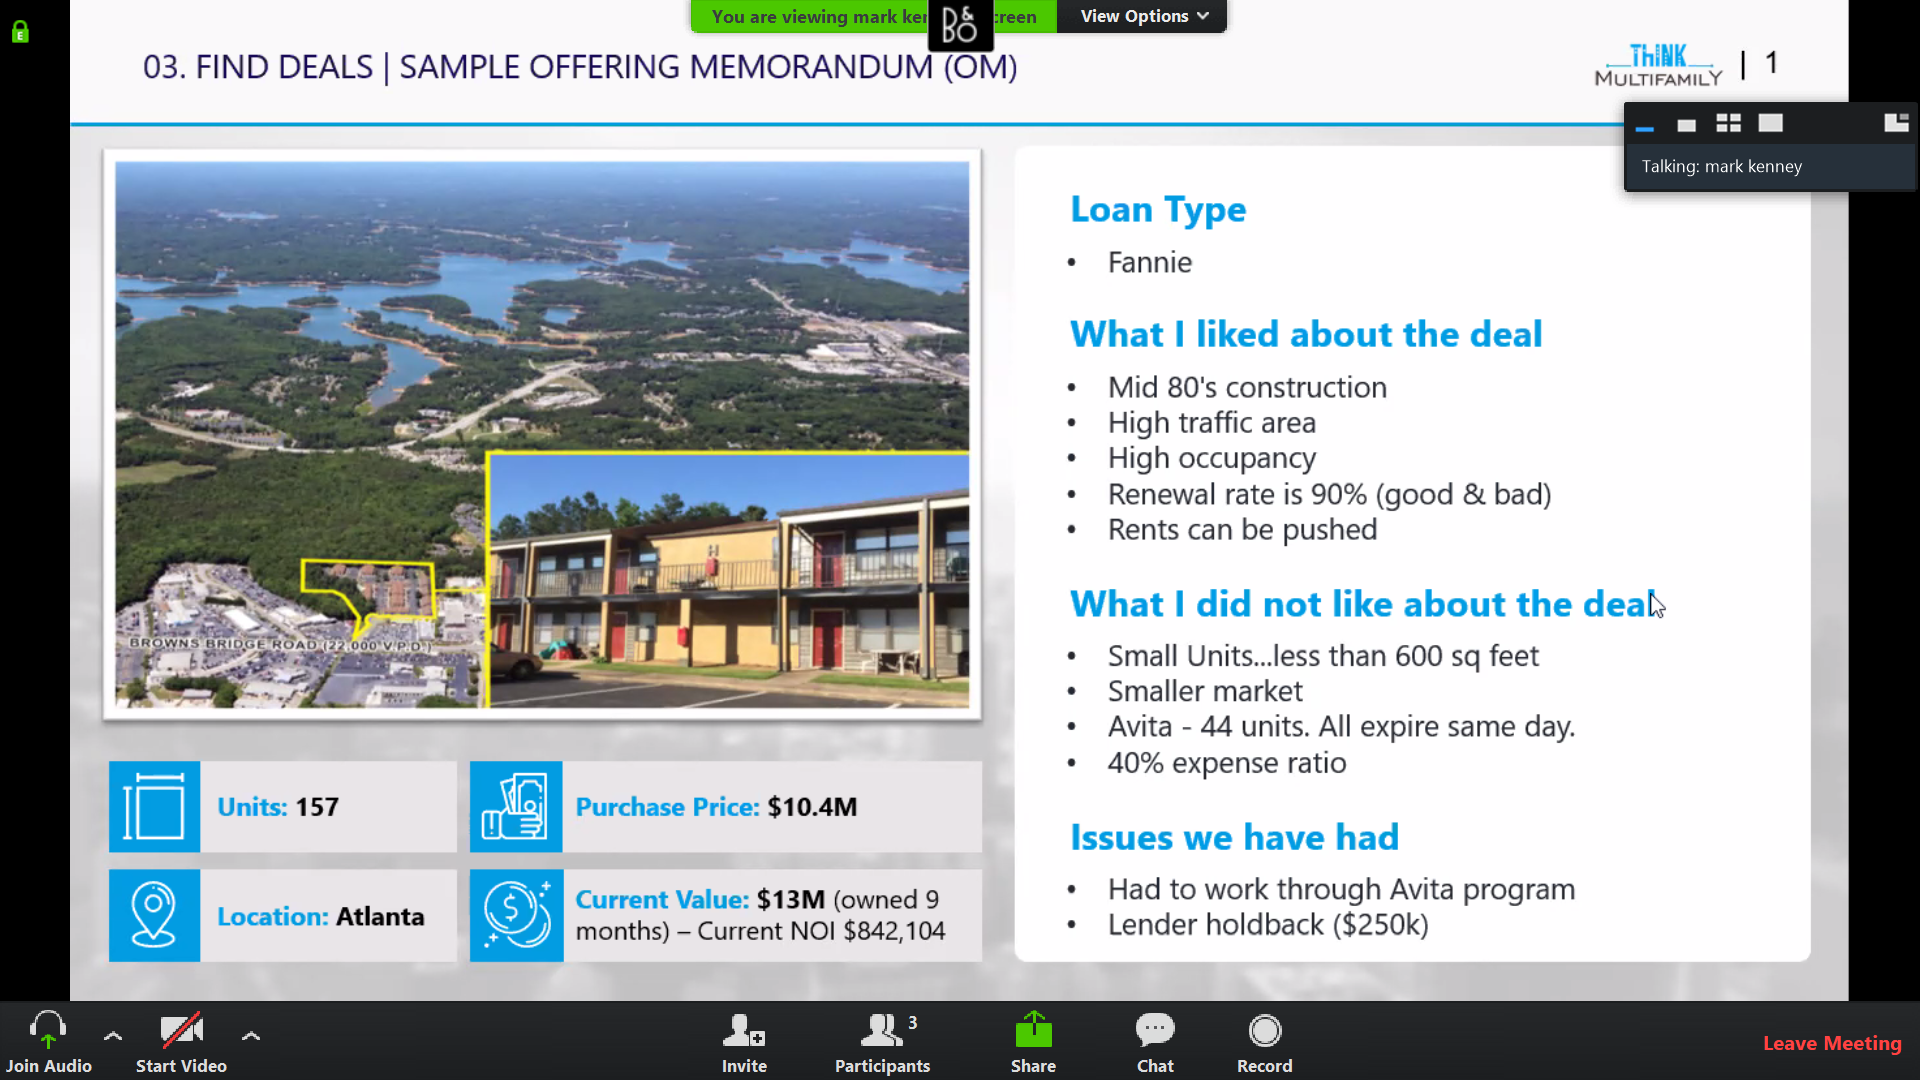 You are viewing mark ken
creen
View Options
B&O
E
03. FIND DEALS | SAMPLE OFFERING MEMORANDUM (OM)
THINK
MULTIFAMILY
| 1
Talking: mark kenney
BROWNS BRIDGE ROAD (22,000 V.P.D.)
Units: 157
Purchase Price: $10.4M
Location: Atlanta
Current Value: $13M (owned 9
months) – Current NOI $842,104
Loan Type
• Fannie
What I liked about the deal
• Mid 80's construction
• High traffic area
• High occupancy
• Renewal rate is 90% (good & bad)
• Rents can be pushed
What I did not like about the deal
• Small Units...less than 600 sq feet
• Smaller market
• Avita - 44 units. All expire same day.
• 40% expense ratio
Issues we have had
• Had to work through Avita program
• Lender holdback ($250k)
Join Audio
Start Video
Invite
3
Participants
Share
Chat
Record
Leave Meeting